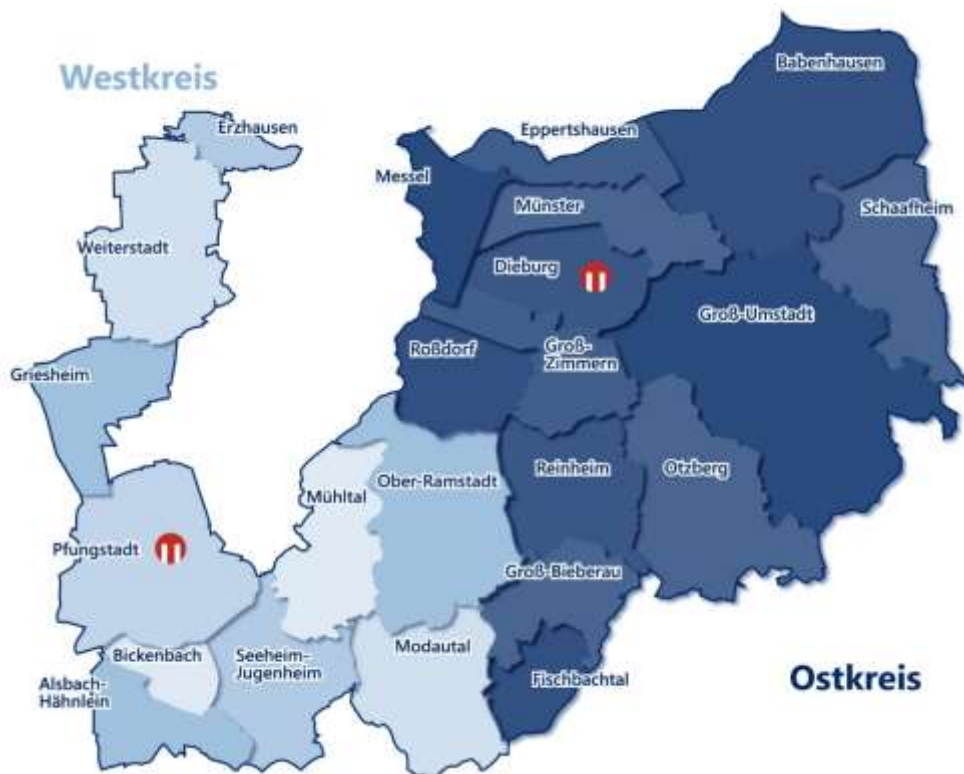 Westkreis
Babenhausen
Erzhausen
Eppertshausen
Messel
Münster
Schaafheim
Weiterstadt
Dieburg
Groß-Umstadt
Roßdorf
Groß-
Zimmern
Griesheim
Reinheim
Otzberg
Ober-Ramstadt
Mühltal
Pfungstadt
Groß-Bieberau
Modautal
Bickenbach
Seeheim-
Jugenheim
Fischbachtal
Ostkreis
Alsbach-
Hähnlein